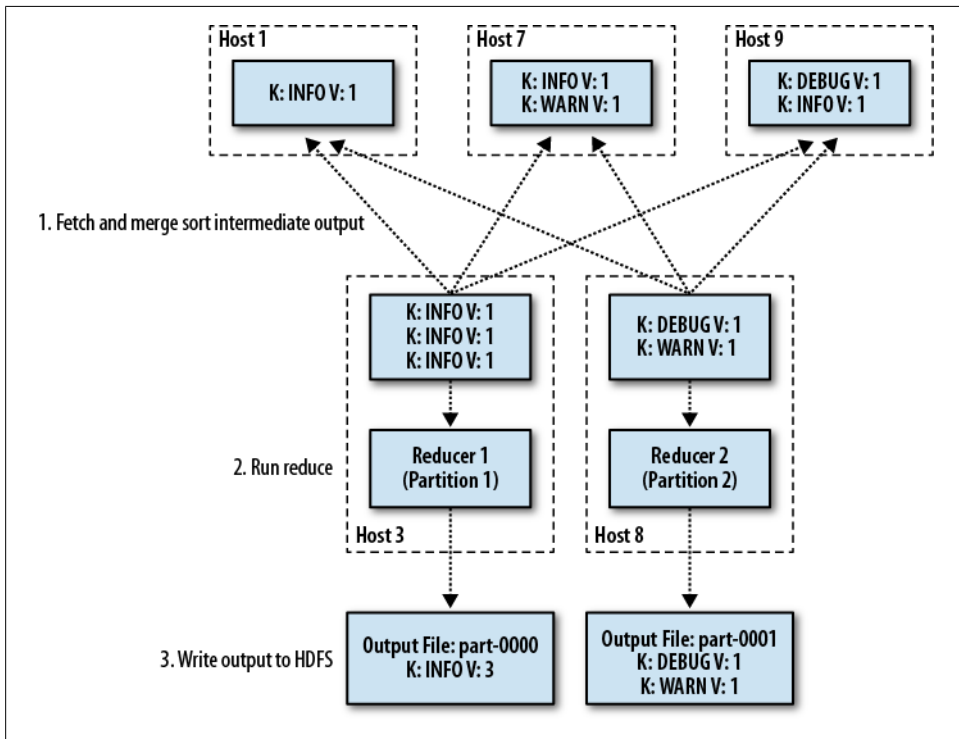 Host 1
K: INFO V: 1
Host 7
K: INFO V: 1
K: WARN V: 1
Host 9
K: DEBUG V: 1
K: INFO V: 1
1. Fetch and merge sort intermediate output
K: INFO V: 1
K: INFO V: 1
K: INFO V: 1
K: DEBUG V: 1
K: WARN V: 1
2. Run reduce
Reducer 1
(Partition 1)
Host 3
Reducer 2
(Partition 2)
Host 8
3. Write output to HDFS
Output File: part-0000
K: INFO V: 3
Output File: part-0001
K: DEBUG V: 1
K: WARN V: 1